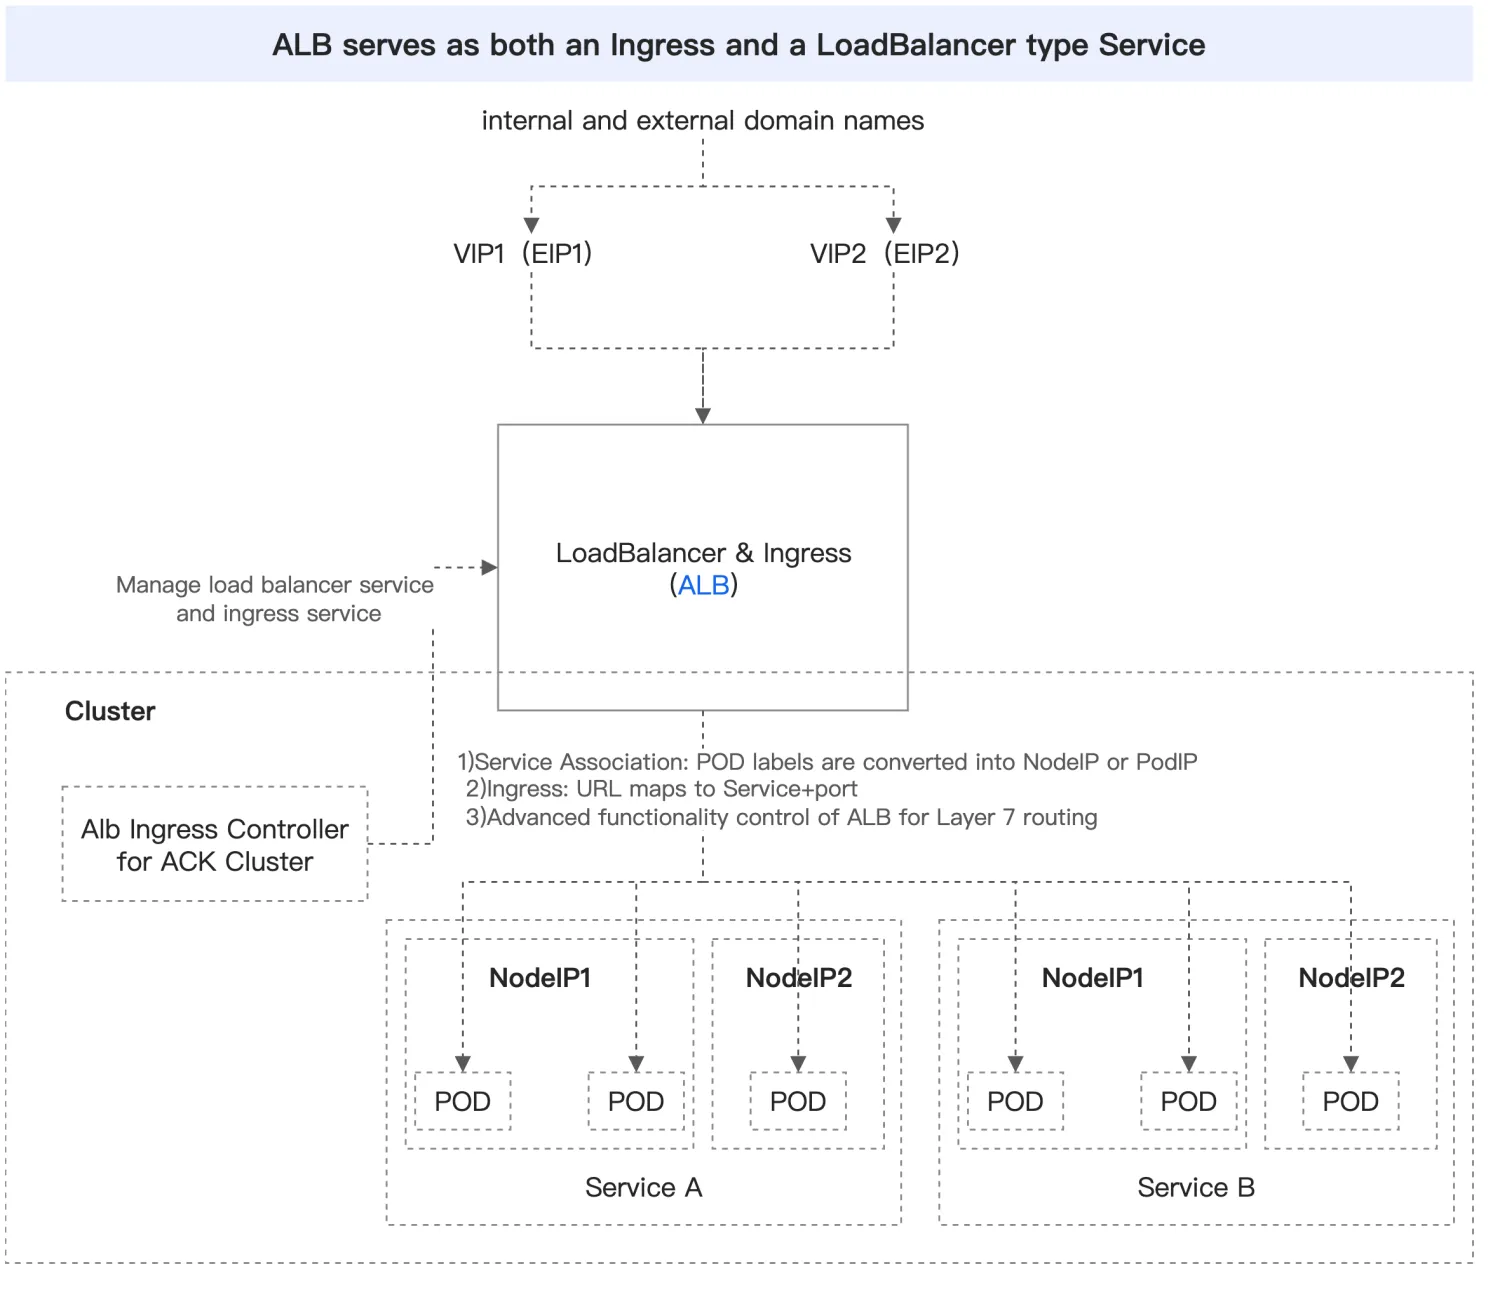 ALB serves as both an Ingress and a LoadBalancer type Service
internal and external domain names
VIP1（EIP1）
VIP2（EIP2）
LoadBalancer & Ingress
(ALB)
Manage load balancer service
and ingress service
Cluster
1)Service Association: POD labels are converted into NodeIP or PodIP
2)Ingress: URL maps to Service+port
3)Advanced functionality control of ALB for Layer 7 routing
Alb Ingress Controller
for ACK Cluster
NodeIP1
NodeIP2
NodeIP1
NodeIP2
POD
POD
POD
POD
POD
POD
Service A
Service B